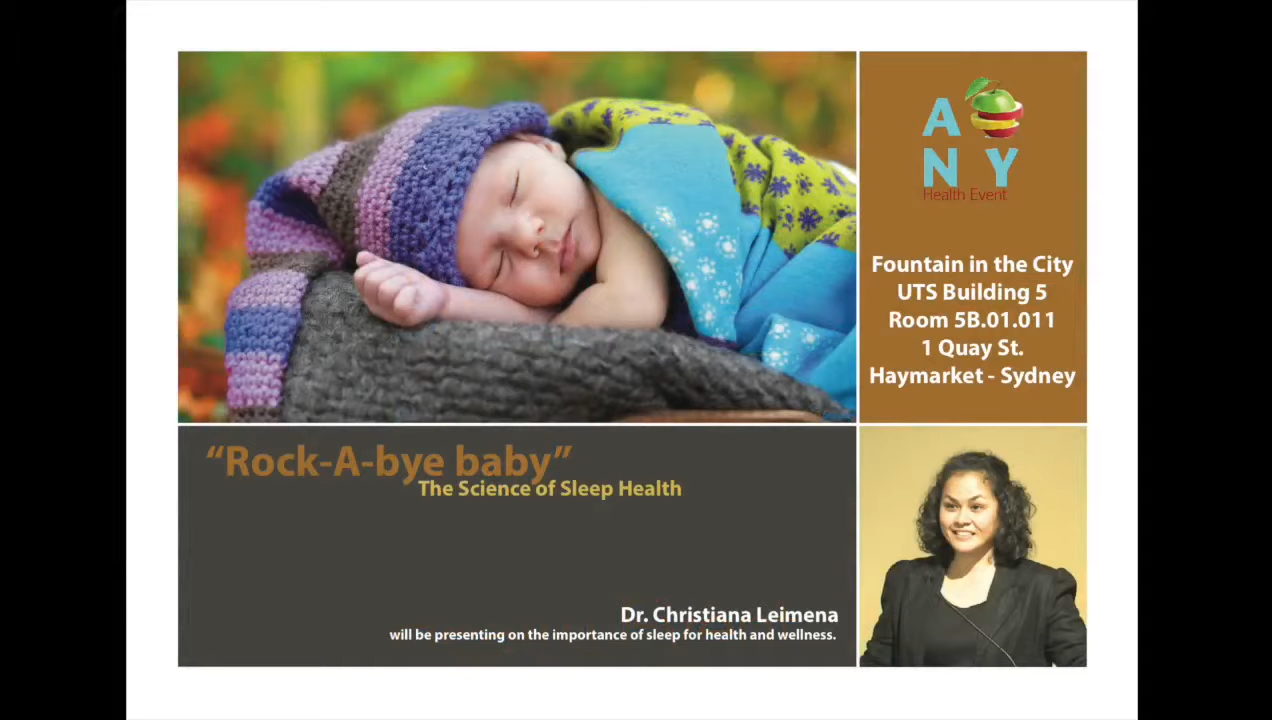 A
N Y
Health Event
Fountain in the City
UTS Building 5
Room 5B.01.011
1 Quay St.
Haymarket - Sydney
“Rock-A-bye baby”
The Science of Sleep Health
Dr. Christiana Leimena
will be presenting on the importance of sleep for health and wellness.